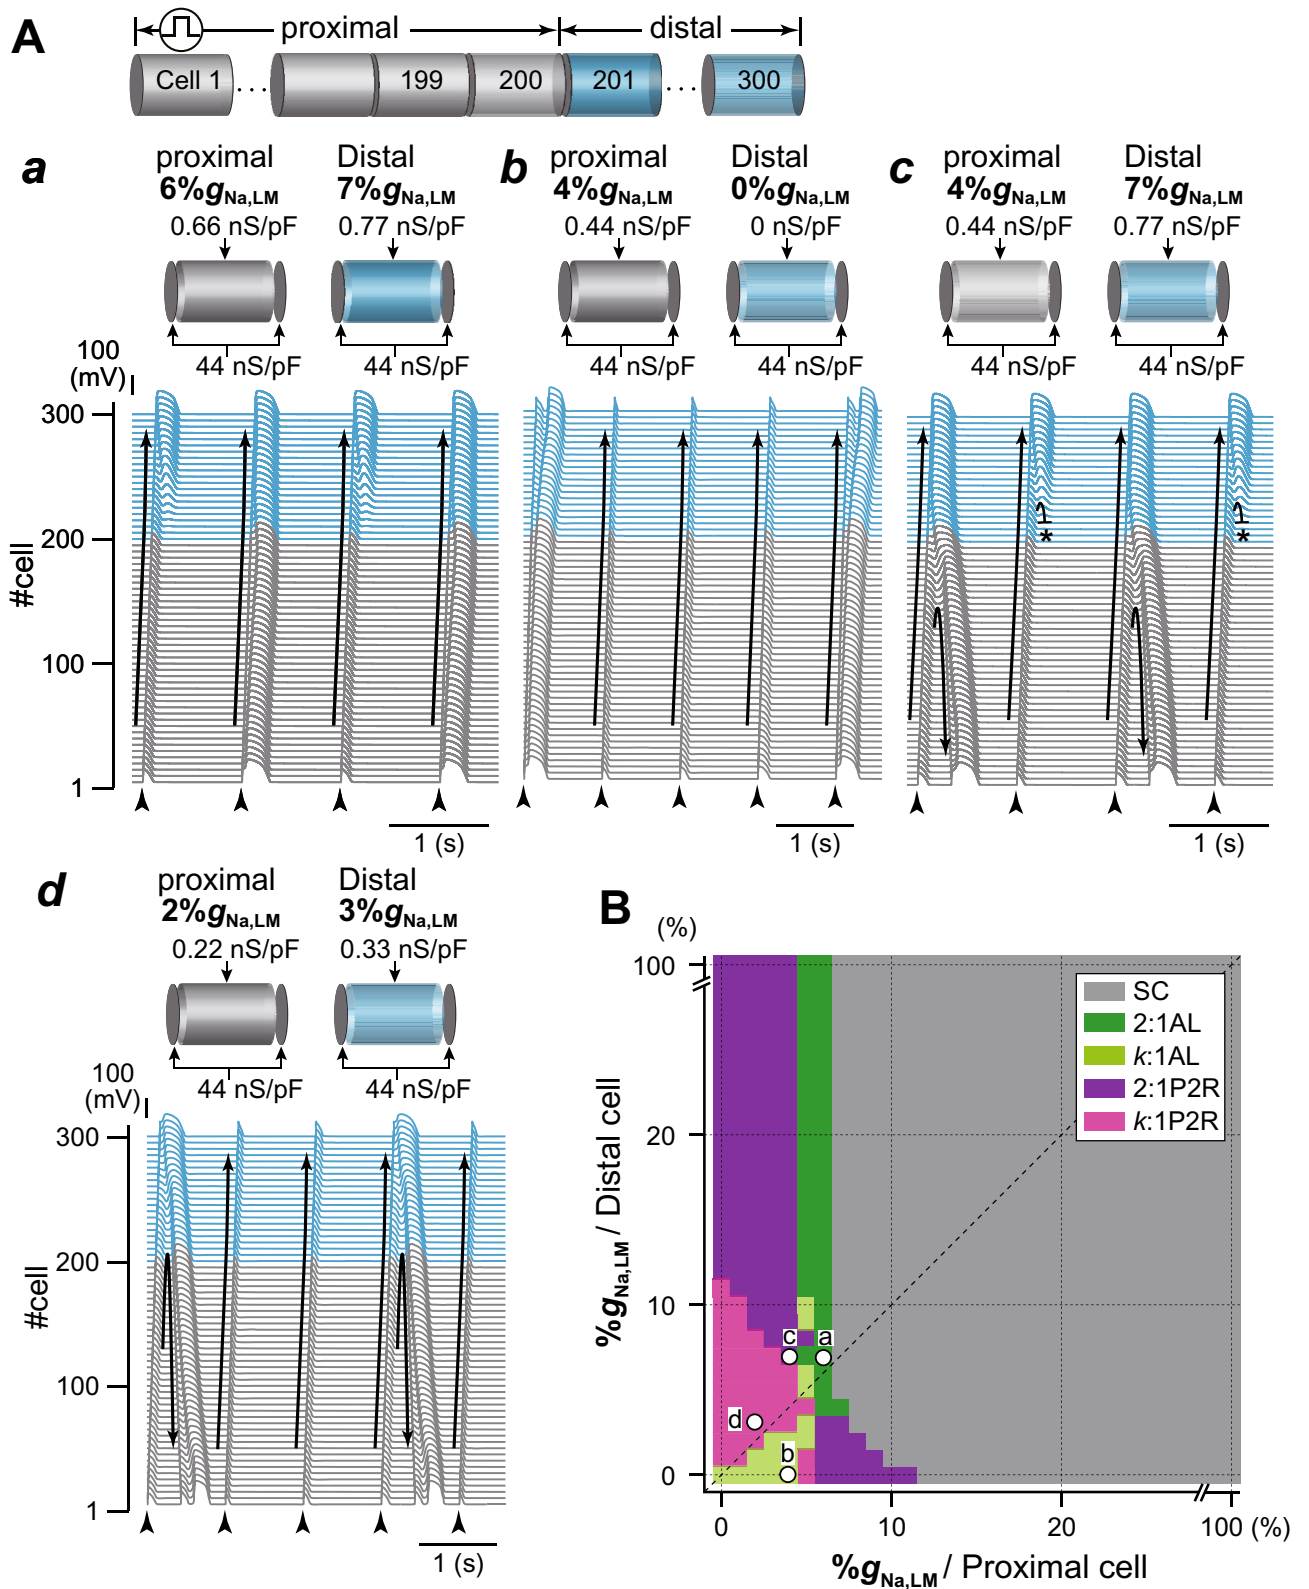 A
proximal
distal
Cell 1
...
199
200
201
...
300
a
proximal
6%gNa,LM
0.66 nS/pF
Distal
7%gNa,LM
0.77 nS/pF
44 nS/pF
44 nS/pF
b
proximal
4%gNa,LM
0.44 nS/pF
Distal
0%gNa,LM
0 nS/pF
44 nS/pF
44 nS/pF
c
proximal
4%gNa,LM
0.44 nS/pF
Distal
7%gNa,LM
0.77 nS/pF
44 nS/pF
44 nS/pF
100
(mV)
300
200
100
1
#cell
*
*
1 (s)
1 (s)
1 (s)
d
proximal
2%gNa,LM
0.22 nS/pF
Distal
3%gNa,LM
0.33 nS/pF
44 nS/pF
44 nS/pF
100
(mV)
300
200
100
1
#cell
1 (s)
B
(%)
100
20
10
0
%gNa,LM / Distal cell
SC
2:1AL
k:1AL
2:1P2R
k:1P2R
c
a
d
b
0
10
20
100 (%)
%gNa,LM / Proximal cell